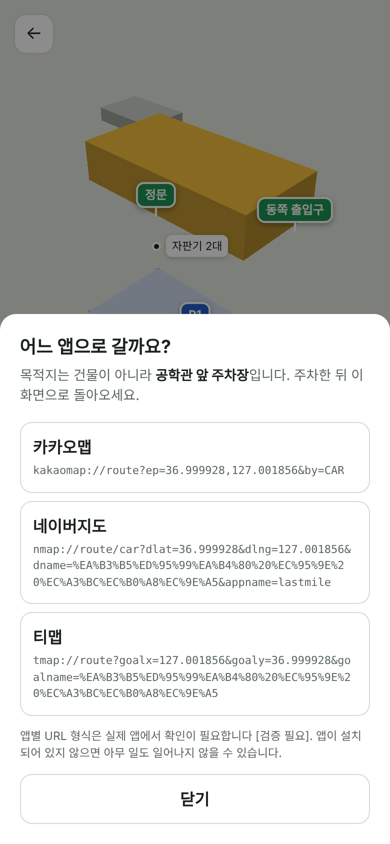 ←
정문
동쪽 출입구
자판기 2대
어느 앱으로 갈까요?
목적지는 건물이 아니라 공학관 앞 주차장입니다. 주차한 뒤 이
화면으로 돌아오세요.
카카오맵
kakaomap://route?ep=36.999928,127.001856&by=CAR
네이버지도
nmap://route/car?dlat=36.999928&dlng=127.001856&
dname=%EA%B3%B5%ED%95%99%EA%B4%80%20%EC%95%9E%2
0%EC%A3%BC%EC%B0%A8%EC%9E%A5&appname=lastmile
티맵
tmap://route?goalx=127.001856&goaly=36.999928&go
alname=%EA%B3%B5%ED%95%99%EA%B4%80%20%EC%95%9E%2
0%EC%A3%BC%EC%B0%A8%EC%9E%A5
앱별 URL 형식은 실제 앱에서 확인이 필요합니다 [검증 필요]. 앱이 설치
되어 있지 않으면 아무 일도 일어나지 않을 수 있습니다.
닫기